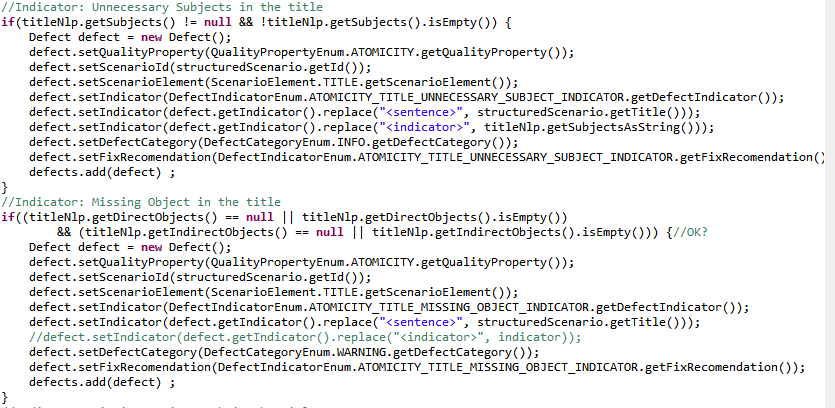 //Indicator: Unnecessary Subjects in the title
if(titleNlp.getSubjects() != null && !titleNlp.getSubjects().isEmpty()) {
    Defect defect = new Defect();
    defect.setQualityProperty(QualityPropertyEnum.ATOMICITY.getQualityProperty());
    defect.setScenarioId(structuredScenario.getId());
    defect.setScenarioElement(ScenarioElement.TITLE.getScenarioElement());
    defect.setIndicator(DefectIndicatorEnum.ATOMICITY_TITLE_UNNECESSARY_SUBJECT_INDICATOR.getDefectIndicator());
    defect.setIndicator(defect.getIndicator().replace("<sentence>", structuredScenario.getTitle()));
    defect.setIndicator(defect.getIndicator().replace("<indicator>", titleNlp.getSubjectsAsString()));
    defect.setDefectCategory(DefectCategoryEnum.INFO.getDefectCategory());
    defect.setFixRecomendation(DefectIndicatorEnum.ATOMICITY_TITLE_UNNECESSARY_SUBJECT_INDICATOR.getFixRecomendation()
    defects.add(defect) ;
}
//Indicator: Missing Object in the title
if((titleNlp.getDirectObjects() == null || titleNlp.getDirectObjects().isEmpty())
        && (titleNlp.getIndirectObjects() == null || titleNlp.getIndirectObjects().isEmpty())) {//OK?
    Defect defect = new Defect();
    defect.setQualityProperty(QualityPropertyEnum.ATOMICITY.getQualityProperty());
    defect.setScenarioId(structuredScenario.getId());
    defect.setScenarioElement(ScenarioElement.TITLE.getScenarioElement());
    defect.setIndicator(DefectIndicatorEnum.ATOMICITY_TITLE_MISSING_OBJECT_INDICATOR.getDefectIndicator());
    defect.setIndicator(defect.getIndicator().replace("<sentence>", structuredScenario.getTitle()));
    //defect.setIndicator(defect.getIndicator().replace("<indicator>", indicator));
    defect.setDefectCategory(DefectCategoryEnum.WARNING.getDefectCategory());
    defect.setFixRecomendation(DefectIndicatorEnum.ATOMICITY_TITLE_MISSING_OBJECT_INDICATOR.getFixRecomendation());
    defects.add(defect) ;
}